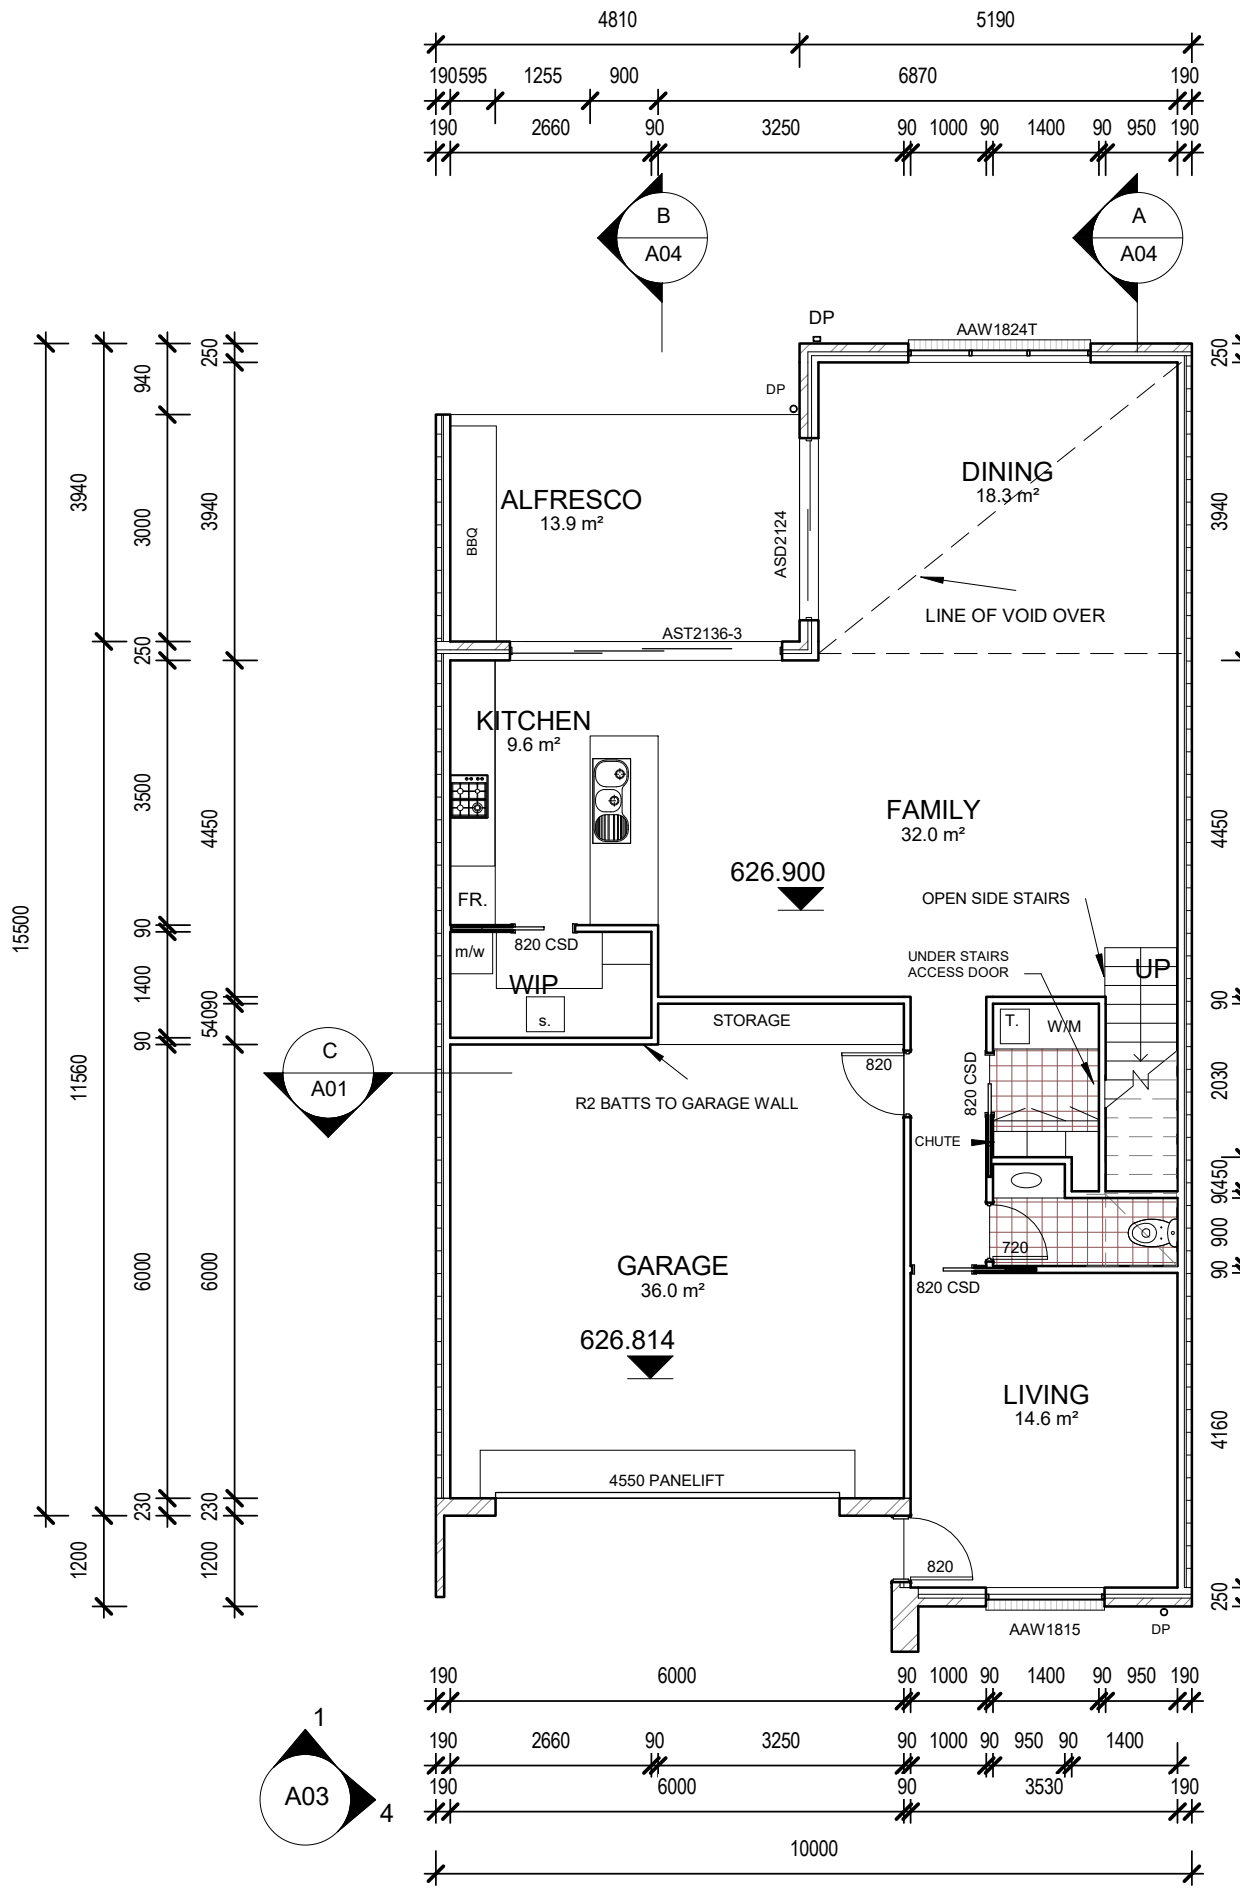 4810 5190
190 595 1255 900 6870 190
190 2660 90 3250 90 1000 90 1400 90 950 190
B
A04
A
A04
DP
AAW1824T
DP
250
940
250
3940
3000
3940
3940
250
15500
3500
4450
4450
90
1400
90
540
90
90
11560
2030
450
90
900
90
6000
6000
4160
230
230
1200
1200
250
ALFRESCO
13.9 m²
BBQ
ASD2124
DINING
18.3 m²
LINE OF VOID OVER
AST2136-3
KITCHEN
9.6 m²
FAMILY
32.0 m²
626.900
FR.
OPEN SIDE STAIRS
820 CSD
m/w
WIP
s.
UNDER STAIRS
ACCESS DOOR
UP
STORAGE
T.
W/M
C
A01
820
820 CSD
R2 BATTS TO GARAGE WALL
CHUTE
GARAGE
36.0 m²
720
820 CSD
626.814
LIVING
14.6 m²
4550 PANELIFT
820
AAW1815
DP
190 6000 90 1000 90 1400 90 950 190
190 2660 90 3250 90 1000 90 950 90 1400
190 6000 90 3530 190
10000
1
A03
4